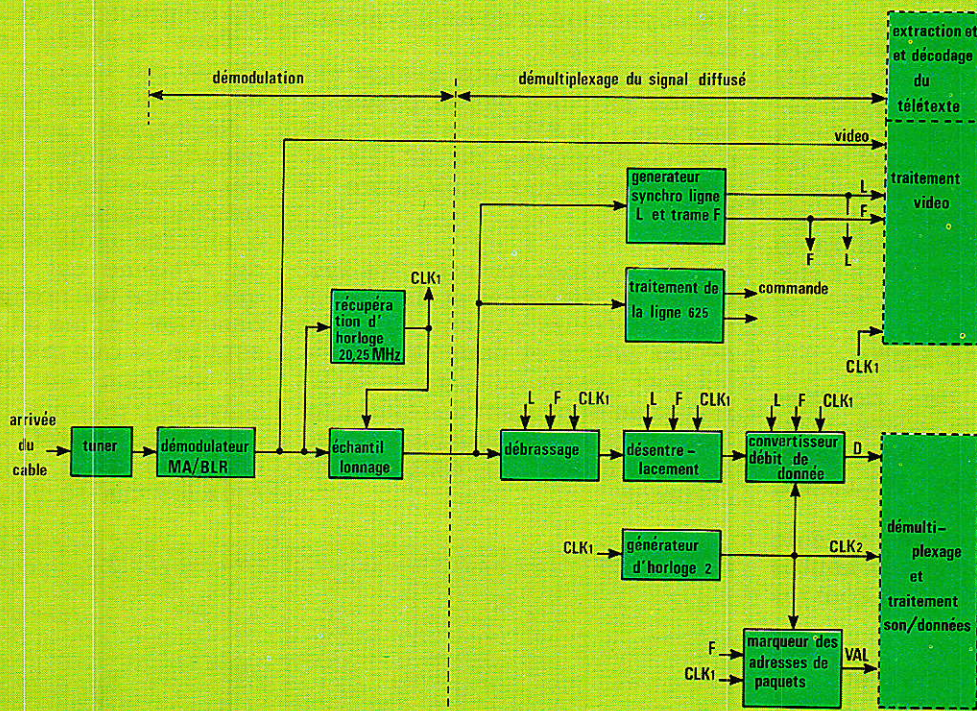 démodulation
démultiplexage du signal diffusé
extraction et
et décodage
du
télétexte
video
traitement
video
generateur
synchro ligne
L et trame F
L
F
F
L
traitement de
la ligne 625
commande
CLK1
récupéra
tion d'
horloge
20,25 MHz
CLK1
arrivée
du
cable
tuner
démodulateur
MA/BLR
échantil
lonnage
L F CLK1
débrassage
L F CLK1
désentre-
lacement
L F CLK1
convertisseur
débit de
donnée
D
CLK1
générateur
d'horloge 2
CLK2
démulti-
plexage
et
traitement
son/données
F
CLK1
marqueur des
adresses de
paquets
VAL